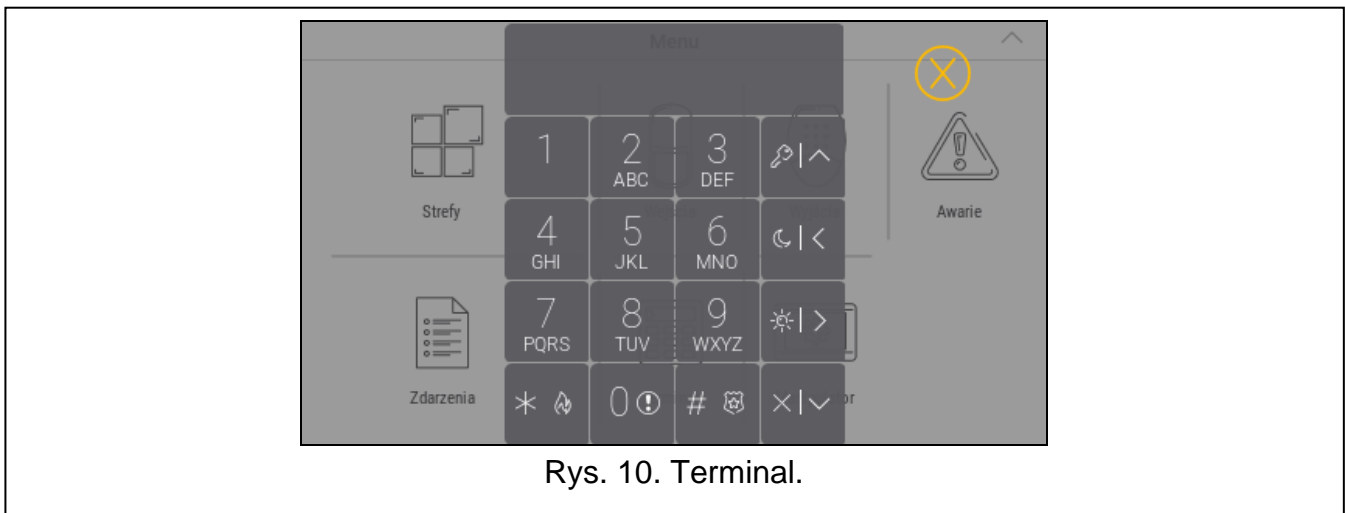 Menu
1 2 3
ABC DEF
Strefy Awarie
4 5 6
GHI JKL MNO
7 8 9
PQRS TUV WXYZ
Zdarzenia * 0 #
Rys. 10. Terminal.